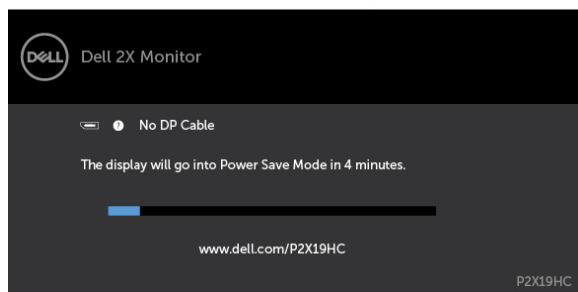 DELL Dell 2X Monitor
? No DP Cable
The display will go into Power Save Mode in 4 minutes.
www.dell.com/P2X19HC
P2X19HC